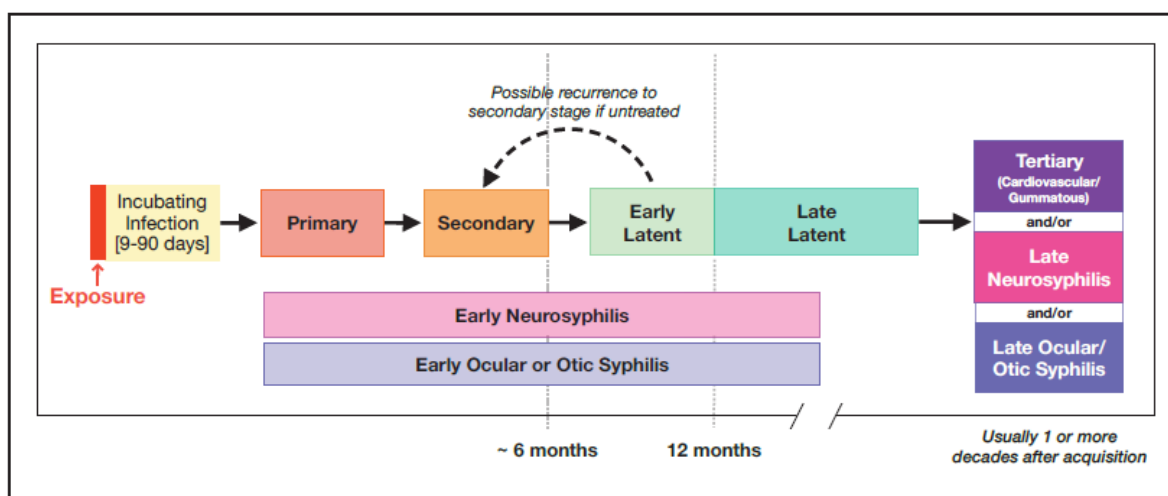 Possible recurrence to
secondary stage if untreated
Incubating
Infection
[9-90 days]
Exposure
Primary
Secondary
Early
Latent
Late
Latent
Tertiary
(Cardiovascular/
Gummatous)
and/or
Late
Neurosyphilis
and/or
Late Ocular/
Otic Syphilis
Early Neurosyphilis
Early Ocular or Otic Syphilis
~ 6 months
12 months
Usually 1 or more
decades after acquisition